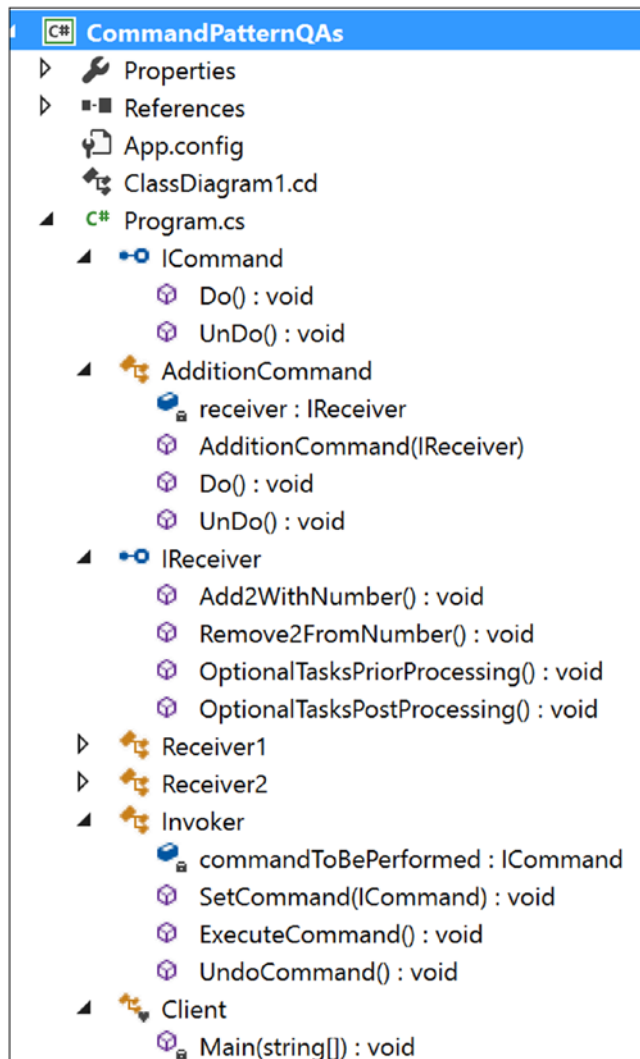 C# CommandPatternQAs
Properties
References
App.config
ClassDiagram1.cd
C# Program.cs
ICommand
Do() : void
UnDo() : void
AdditionCommand
receiver : IReceiver
AdditionCommand(IReceiver)
Do() : void
UnDo() : void
IReceiver
Add2WithNumber() : void
Remove2FromNumber() : void
OptionalTasksPriorProcessing() : void
OptionalTasksPostProcessing() : void
Receiver1
Receiver2
Invoker
commandToBePerformed : ICommand
SetCommand(ICommand) : void
ExecuteCommand() : void
UndoCommand() : void
Client
Main(string[]) : void